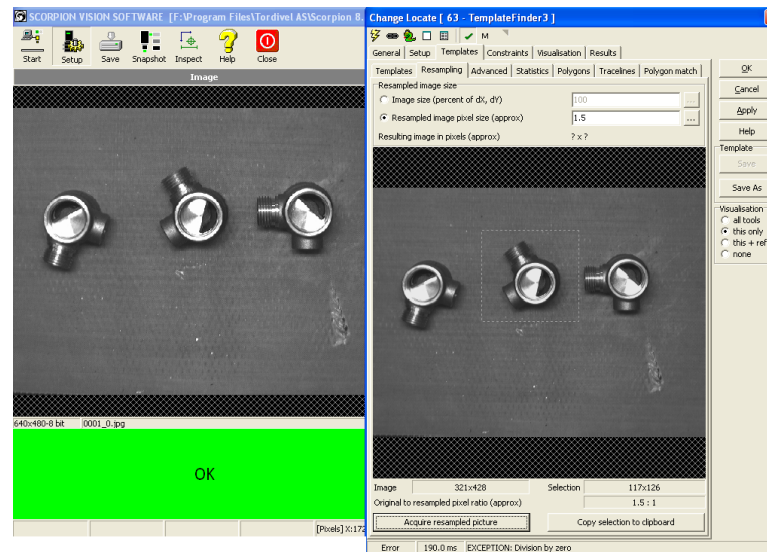 SCORPION VISION SOFTWARE [F:\Program Files\Tordivel AS\Scorpion 8.
Start Setup Save Snapshot Inspect Help Close
Image
640x480-8 bit 0001_0.jpg
OK
[Pixels] X:172
Change Locate [ 63 - TemplateFinder3 ]
M
General Setup Templates Constraints Visualisation Results
Templates Resampling Advanced Statistics Polygons Tracelines Polygon match
Resampled image size
Image size (percent of dX, dY) 100 ...
Resampled image pixel size (approx) 1.5 ...
Resulting image in pixels (approx) ? x ?
Image 321x428 Selection 117x126
Original to resampled pixel ratio (approx) 1.5 : 1
Acquire resampled picture Copy selection to clipboard
Error 190.0 ms EXCEPTION: Division by zero
OK
Cancel
Apply
Help
Template
Save
Save As
Visualisation
all tools
this only
this + ref
none